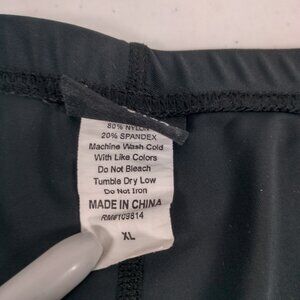 80% NYLON
20% SPANDEX
Machine Wash Cold
With Like Colors
Do Not Bleach
Tumble Dry Low
Do Not Iron
MADE IN CHINA
RM#109814
XL